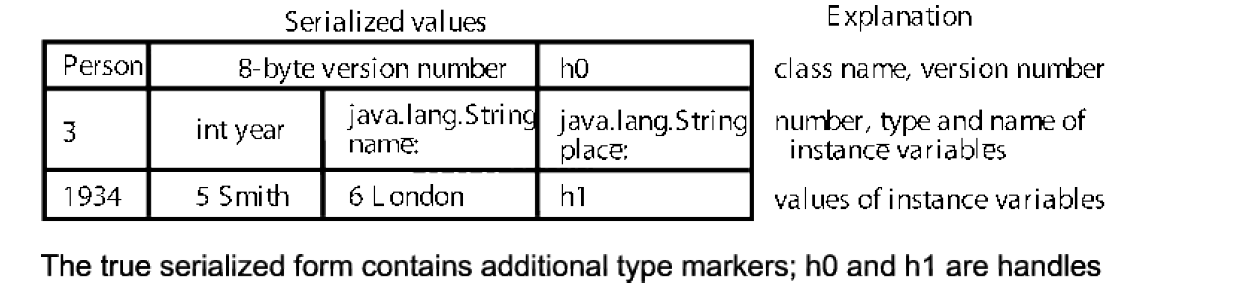 Serialized values Explanation
Person 8-byte version number h0 class name, version number
3 int year java.lang.String name: java.lang.String place: number, type and name of instance variables
1934 5 Smith 6 London h1 values of instance variables
The true serialized form contains additional type markers; h0 and h1 are handles